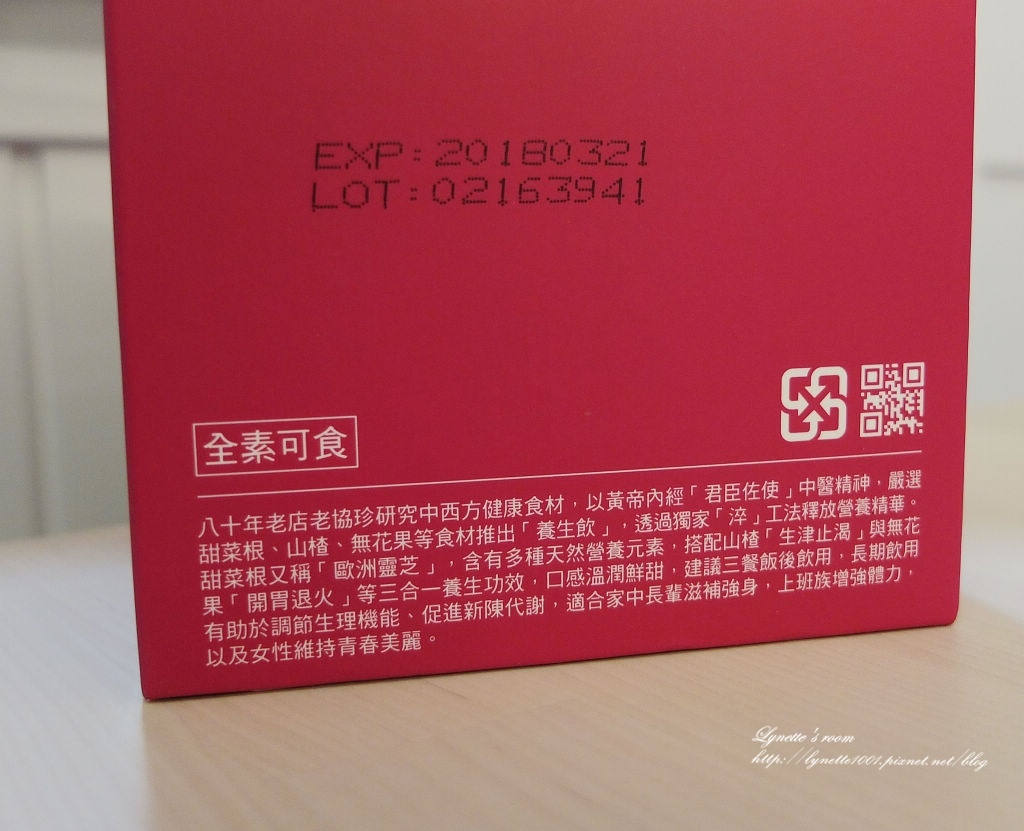 EXP: 20180321
LOT: 02163941
全素可食
八十年老店老協珍研究中西方健康食材，以黃帝內經「君臣佐使」中醫精神，嚴選
甜菜根、山楂、無花果等食材推出「養生飲」，透過獨家「淬」工法釋放營養精華。
甜菜根又稱「歐洲靈芝」，含有多種天然營養元素，搭配山楂「生津止渴」與無花
果「開胃退火」等三合一養生功效，口感溫潤鮮甜，建議三餐飯後飲用，長期飲用
有助於調節生理機能、促進新陳代謝，適合家中長輩滋補強身，上班族增強體力，
以及女性維持青春美麗。
Lynette's room
http://lynette1001.pixnet.net/blog